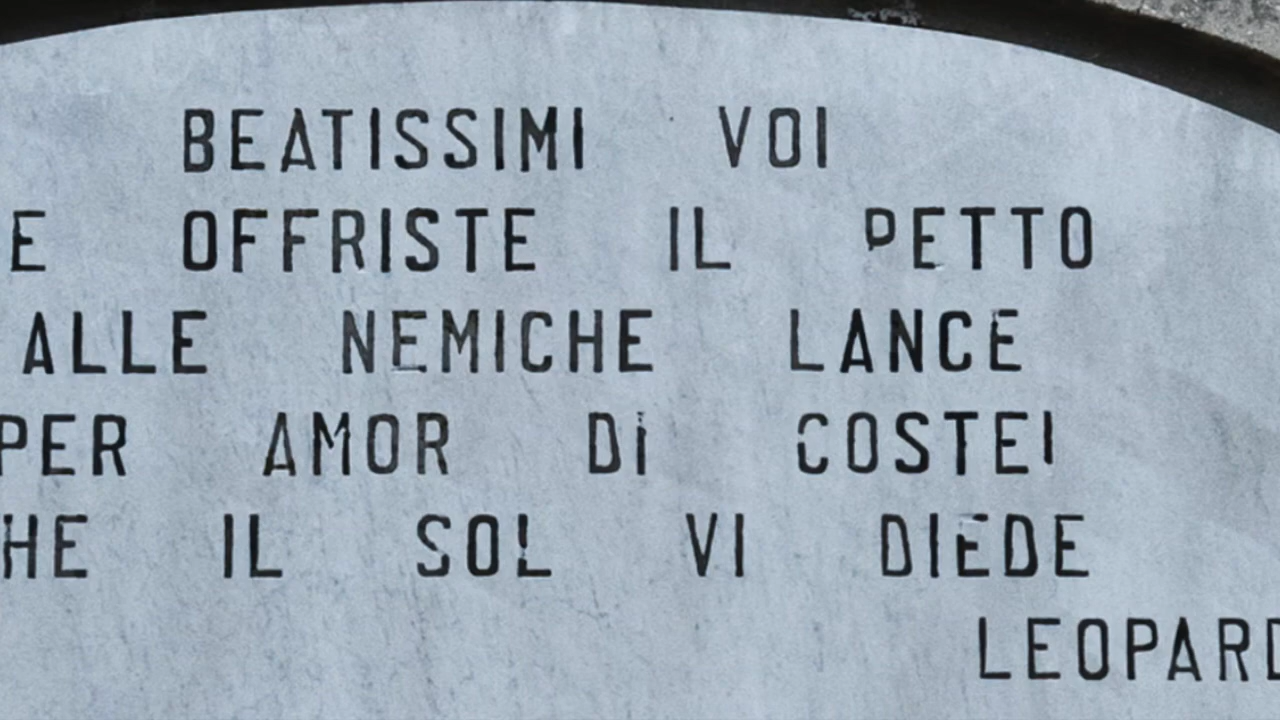 BEATISSIMI VOI
E OFFRISTE IL PETTO
ALLE NEMICHE LANCE
PER AMOR DI COSTEI
HE IL SOL VI DIEDE
LEOPARD